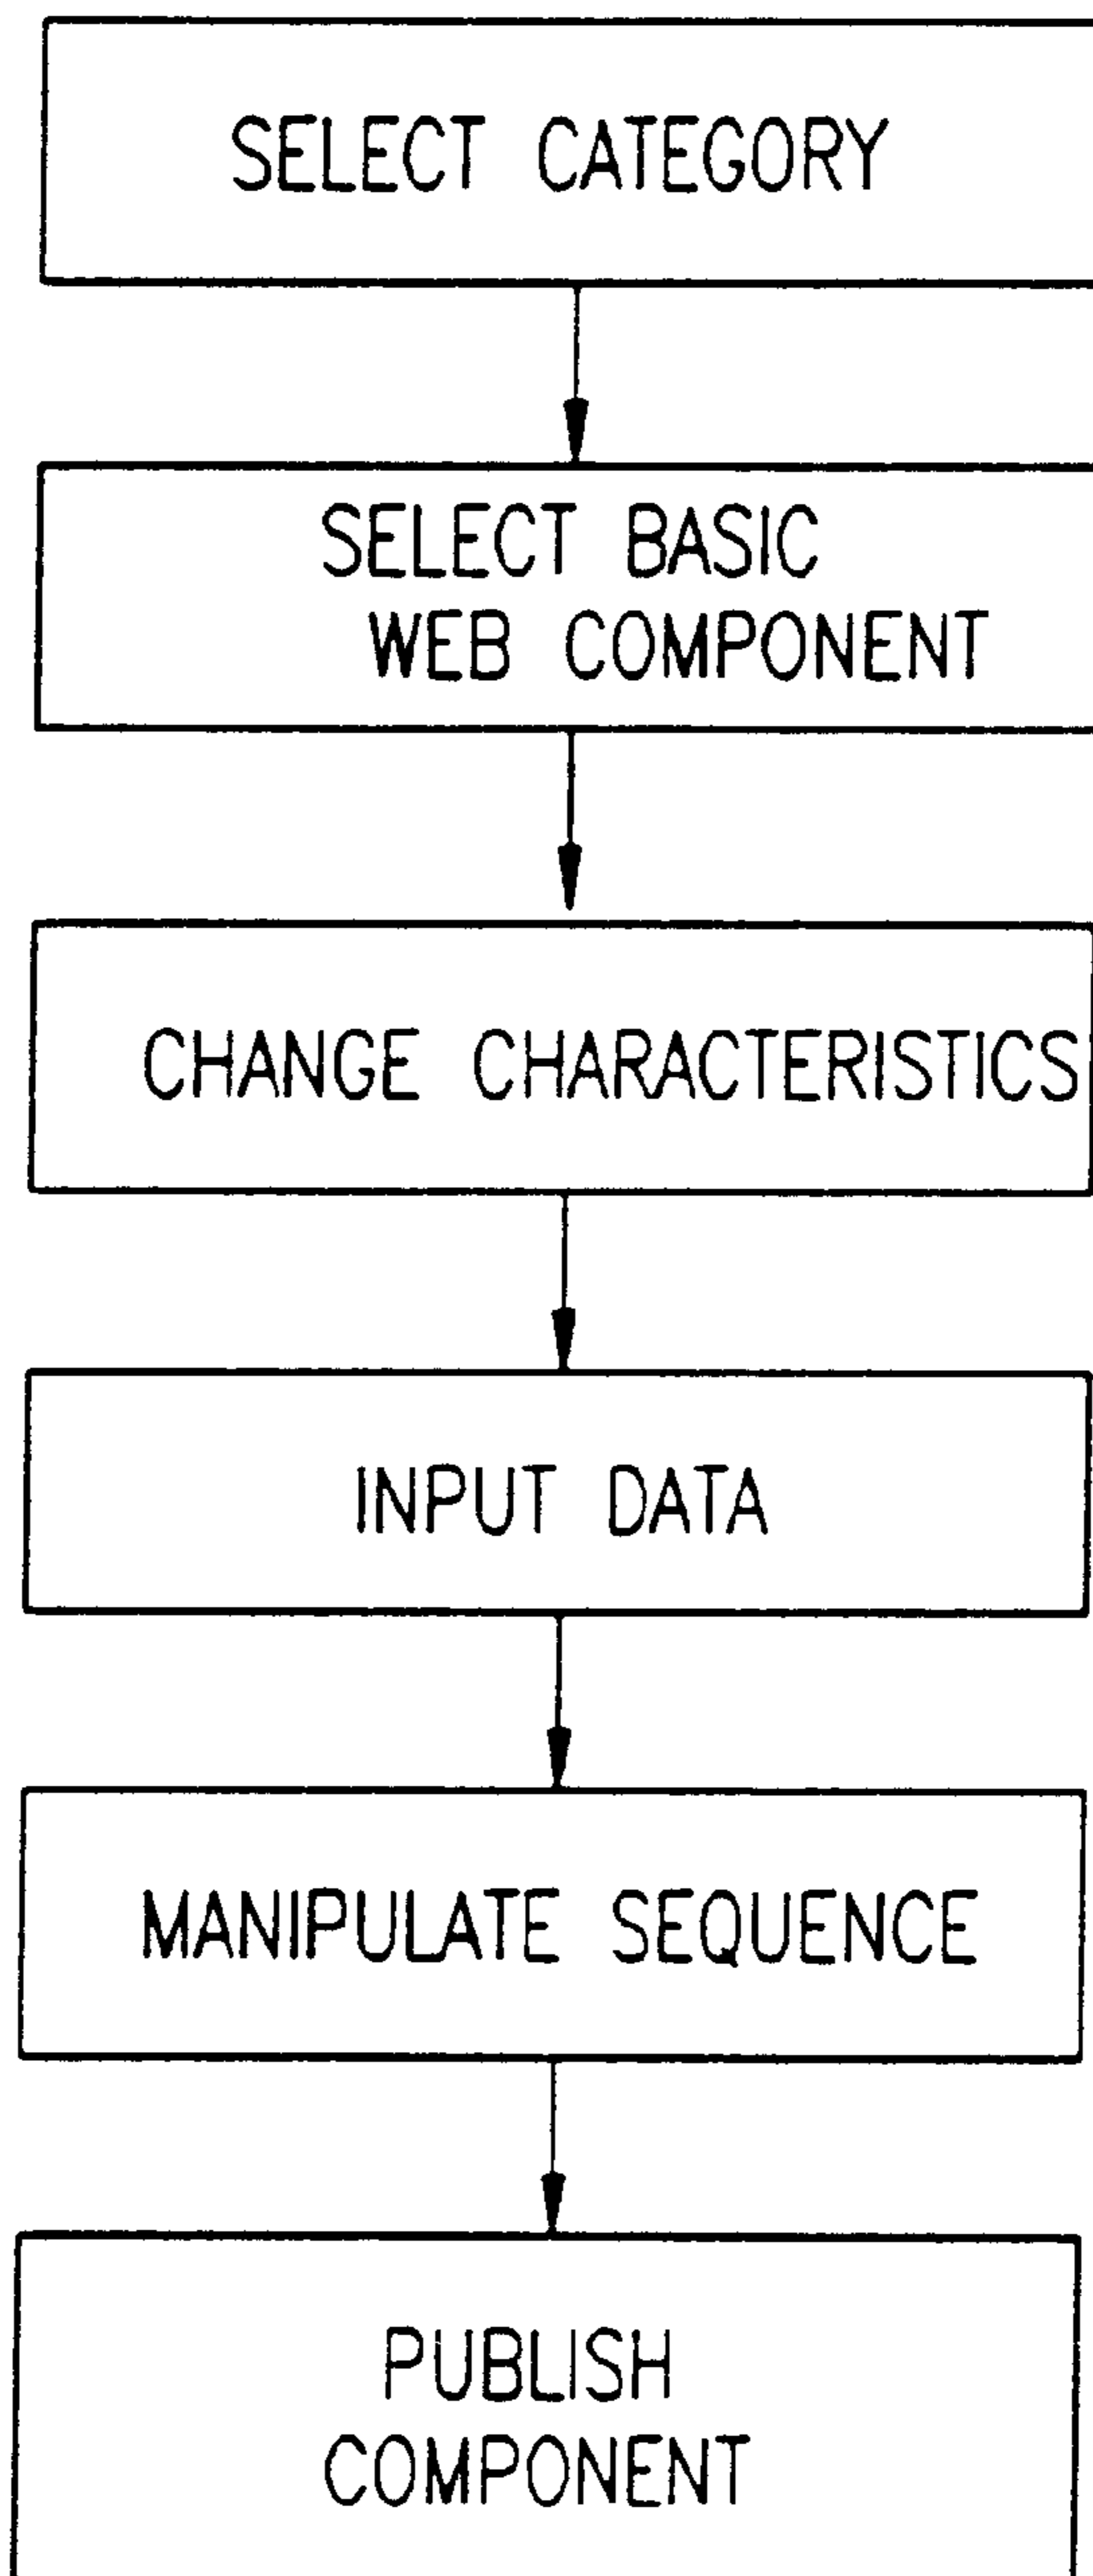 SELECT CATEGORY
SELECT BASIC
WEB COMPONENT
CHANGE CHARACTERISTICS
INPUT DATA
MANIPULATE SEQUENCE
PUBLISH
COMPONENT